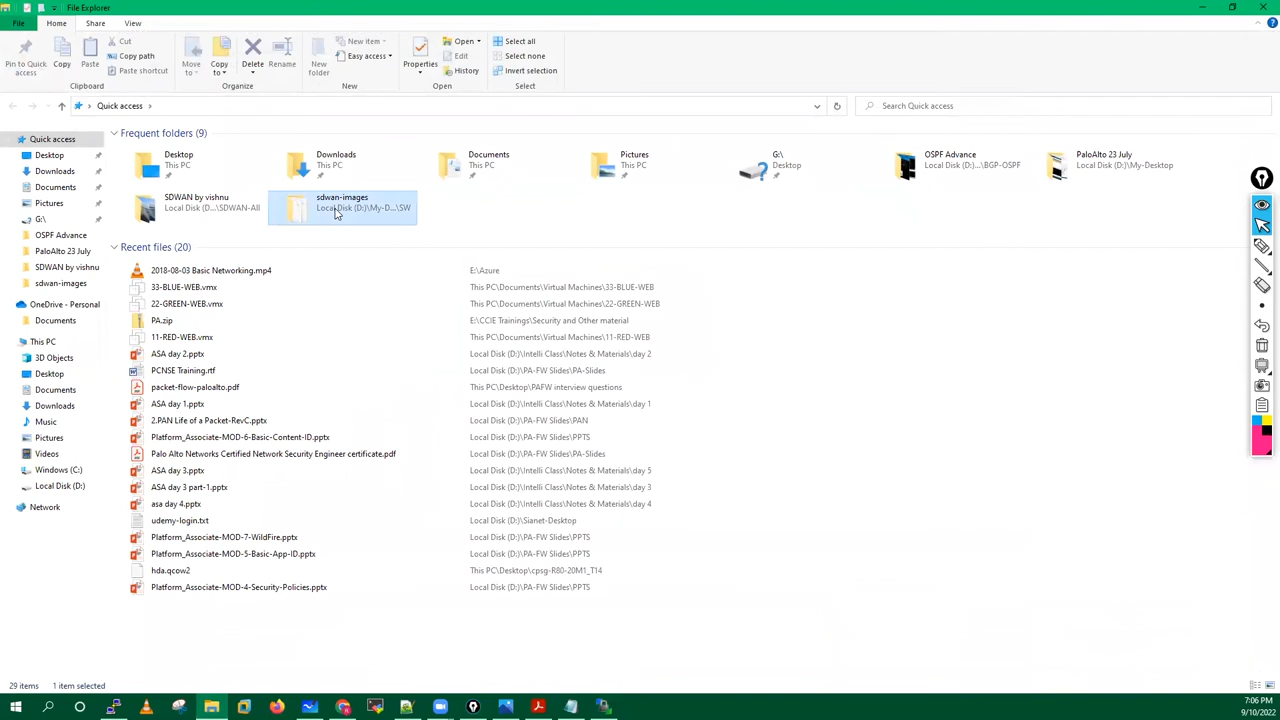 File Explorer
File Home Share View
Pin to Quick access
Copy
Paste
Cut
Copy path
Paste shortcut
Clipboard
Move to
Copy to
Delete
Rename
Organize
New folder
New item
Easy access
New
Properties
Open
Edit
History
Open
Select all
Select none
Invert selection
Select
Quick access
Search Quick access
Quick access
Desktop
Downloads
Documents
Pictures
G:\
OSPF Advance
PaloAlto 23 July
SDWAN by vishnu
sdwan-images
OneDrive - Personal
Documents
This PC
3D Objects
Desktop
Documents
Downloads
Music
Pictures
Videos
Windows (C:)
Local Disk (D:)
Network
Frequent folders (9)
Desktop
This PC
Downloads
This PC
Documents
This PC
Pictures
This PC
G:\
Desktop
OSPF Advance
Local Disk (D:)\...\BGP-OSPF
PaloAlto 23 July
Local Disk (D:)\My-Desktop
SDWAN by vishnu
Local Disk (D...\SDWAN-All
sdwan-images
Local Disk (D:)\My-D...\SW
Recent files (20)
2018-08-03 Basic Networking.mp4 E:\Azure
33-BLUE-WEB.vmx This PC\Documents\Virtual Machines\33-BLUE-WEB
22-GREEN-WEB.vmx This PC\Documents\Virtual Machines\22-GREEN-WEB
PA.zip E:\CCIE Trainings\Security and Other material
11-RED-WEB.vmx This PC\Documents\Virtual Machines\11-RED-WEB
ASA day 2.pptx Local Disk (D:)\Intelli Class\Notes & Materials\day 2
PCNSE Training.rtf Local Disk (D:)\PA-FW Slides\PA-Slides
packet-flow-paloalto.pdf This PC\Desktop\PAFW interview questions
ASA day 1.pptx Local Disk (D:)\Intelli Class\Notes & Materials\day 1
2.PAN Life of a Packet-RevC.pptx Local Disk (D:)\PA-FW Slides\PAN
Platform_Associate-MOD-6-Basic-Content-ID.pptx Local Disk (D:)\PA-FW Slides\PPTS
Palo Alto Networks Certified Network Security Engineer certificate.pdf Local Disk (D:)\PA-FW Slides\PA-Slides
ASA day 3.pptx Local Disk (D:)\Intelli Class\Notes & Materials\day 5
ASA day 3 part-1.pptx Local Disk (D:)\Intelli Class\Notes & Materials\day 3
asa day 4.pptx Local Disk (D:)\Intelli Class\Notes & Materials\day 4
udemy-login.txt Local Disk (D:)\Sianet-Desktop
Platform_Associate-MOD-7-WildFire.pptx Local Disk (D:)\PA-FW Slides\PPTS
Platform_Associate-MOD-5-Basic-App-ID.pptx Local Disk (D:)\PA-FW Slides\PPTS
hda.qcow2 This PC\Desktop\cpsg-R80-20M1_T14
Platform_Associate-MOD-4-Security-Policies.pptx Local Disk (D:)\PA-FW Slides\PPTS
29 items 1 item selected
7:06 PM
9/10/2022